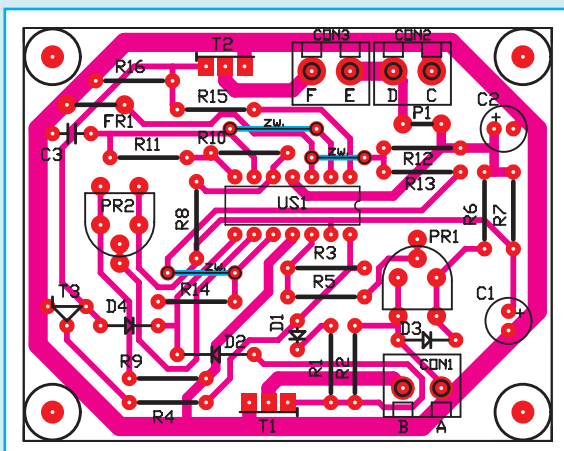 T2 CON3 CON2
R16
R15 F E D C C2
FR1 P1
C3 R11 R10 zw.
zw. R12
R13
PR2 R8 US1 R6 R7
R3 PR1
zw. R5
T3 R14 C1
D4 D1
D2 R1 R2 D3
R9 CON1
R4 T1 B A
+
+